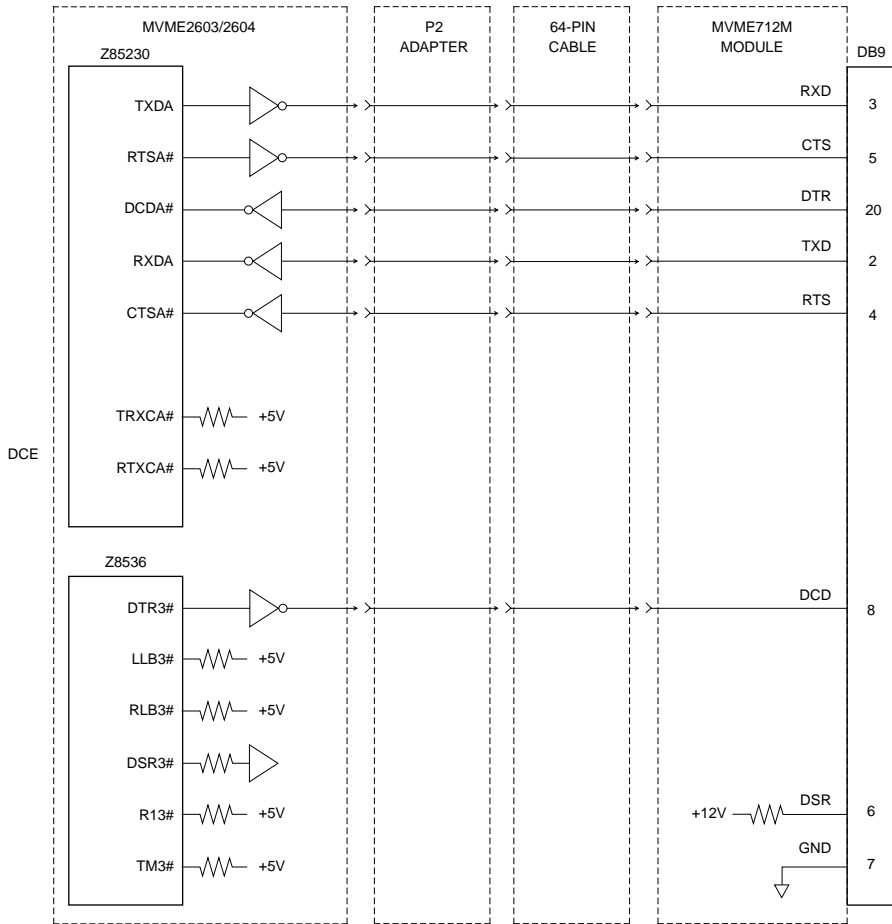 MVME2603/2604
P2
ADAPTER
64-PIN
CABLE
MVME712M
MODULE
Z85230
DB9
TXDA
RXD
3
RTSA#
CTS
5
DCDA#
DTR
20
RXDA
TXD
2
CTSA#
RTS
4
TRXCA#
+5V
DCE
RTXCA#
+5V
Z8536
DTR3#
DCD
8
LLB3#
+5V
RLB3#
+5V
DSR3#
R13#
+5V
+12V
DSR
6
TM3#
+5V
GND
7